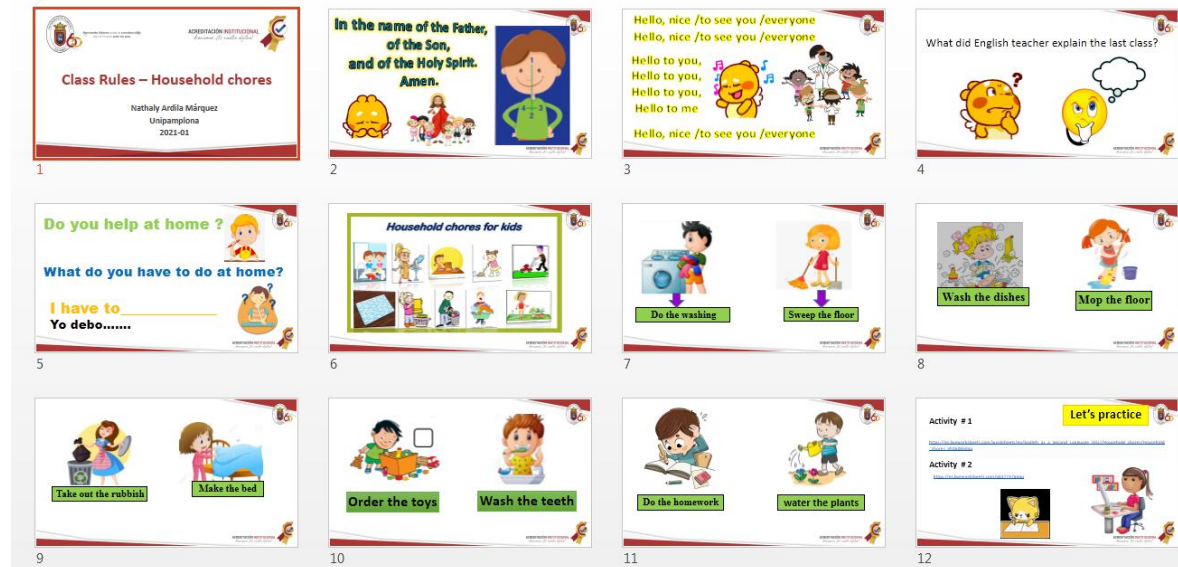 ACREDITACIÓN INSTITUCIONAL
Class Rules – Household chores
Nathaly Ardila Márquez
Unipamplona
2021-01
1
In the name of the Father,
of the Son,
and of the Holy Spirit.
Amen.
1
4 3
2
2
Hello, nice /to see you /everyone
Hello, nice /to see you /everyone
Hello to you,
Hello to you,
Hello to you,
Hello to me
Hello, nice /to see you /everyone
3
What did English teacher explain the last class?
?
4
Do you help at home ?
What do you have to do at home?
I have to
Yo debo.......
5
Household chores for kids
6
Do the washing
Sweep the floor
7
Wash the dishes
Mop the floor
8
Take out the rubbish
Make the bed
9
Order the toys
Wash the teeth
10
Do the homework
water the plants
11
Let's practice
Activity # 1
Activity # 2
12